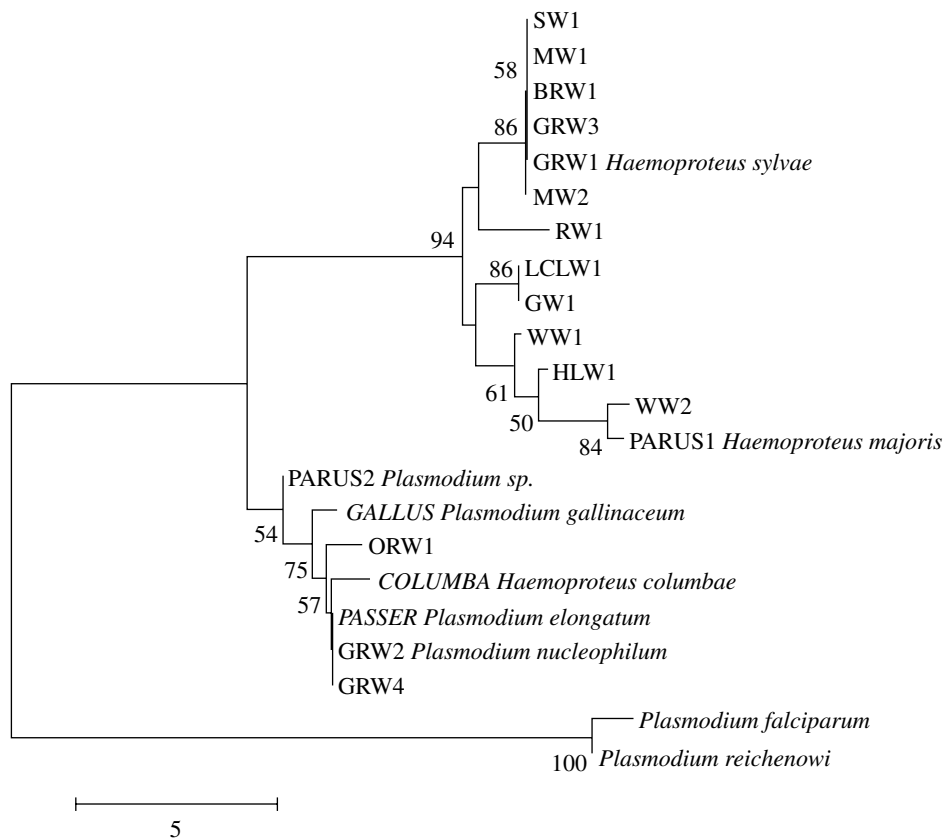 SW1
MW1
58
BRW1
86
GRW3
GRW1 Haemoproteus sylvae
MW2
RW1
94
86
LCLW1
GW1
WW1
HLW1
61
WW2
50
84
PARUS1 Haemoproteus majoris
PARUS2 Plasmodium sp.
GALLUS Plasmodium gallinaceum
54
ORW1
75
COLUMBA Haemoproteus columbae
57
PASSER Plasmodium elongatum
GRW2 Plasmodium nucleophilum
GRW4
Plasmodium falciparum
100
Plasmodium reichenowi
5